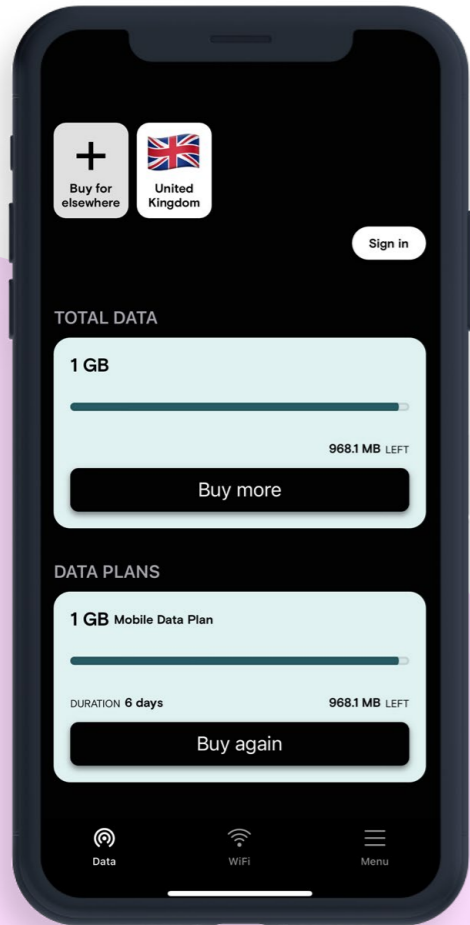 Buy for
elsewhere
United
Kingdom
Sign in
TOTAL DATA
1 GB
968.1 MB LEFT
Buy more
DATA PLANS
1 GB Mobile Data Plan
DURATION 6 days
968.1 MB LEFT
Buy again
Data
WiFi
Menu